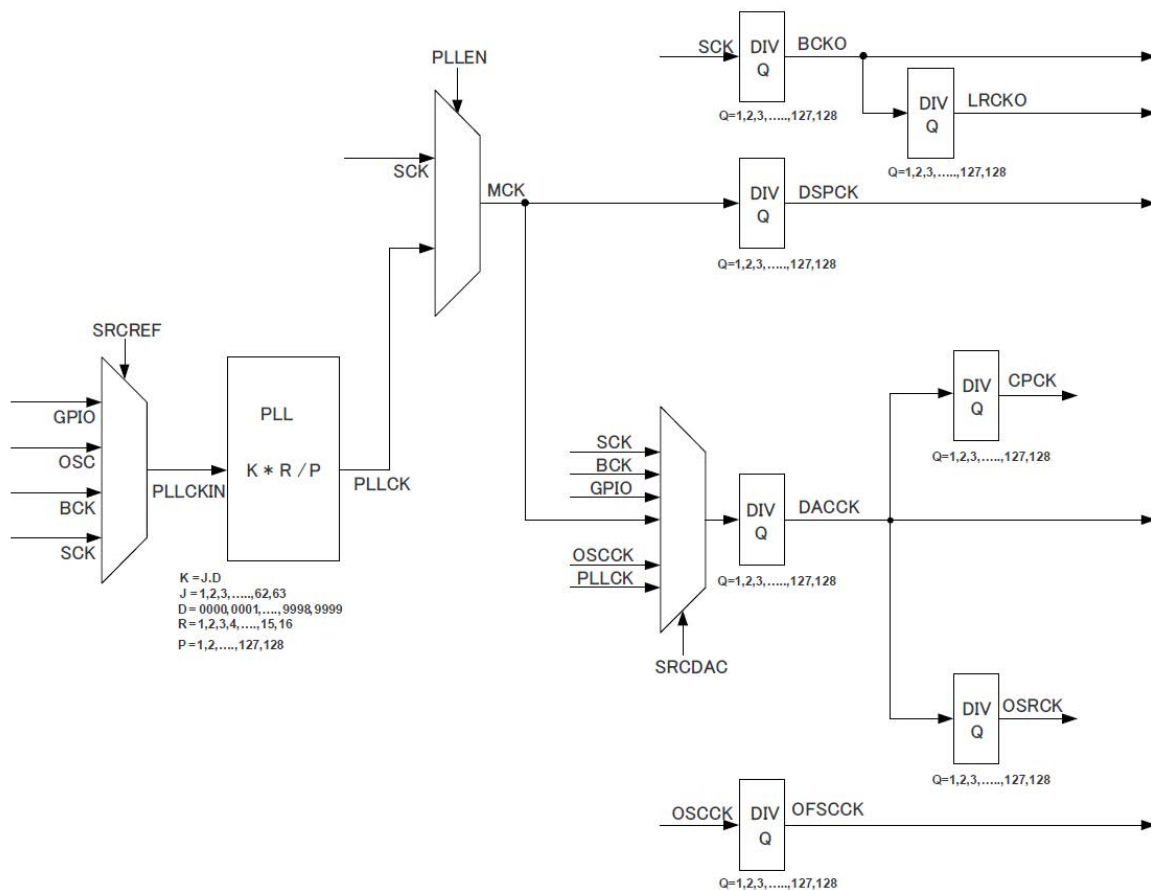 SCK
DIV
Q
BCKO
Q=1,2,3,.....,127,128
DIV
Q
LRCKO
Q=1,2,3,.....,127,128
PLLEN
SCK
MCK
DIV
Q
DSPCK
Q=1,2,3,.....,127,128
SRCREF
GPIO
OSC
BCK
SCK
PLLCKIN
PLL
K * R / P
PLLCK
K = J.D
J = 1,2,3,.....,62,63
D = 0000,0001,....,9998,9999
R = 1,2,3,4,....,15,16
P = 1,2,....,127,128
SCK
BCK
GPIO
OSCCK
PLLCK
SRCDAC
DIV
Q
DACCK
Q=1,2,3,.....,127,128
DIV
Q
CPCK
Q=1,2,3,.....,127,128
DIV
Q
OSRCK
Q=1,2,3,.....,127,128
OSCCK
DIV
Q
OFSCCK
Q=1,2,3,.....,127,128